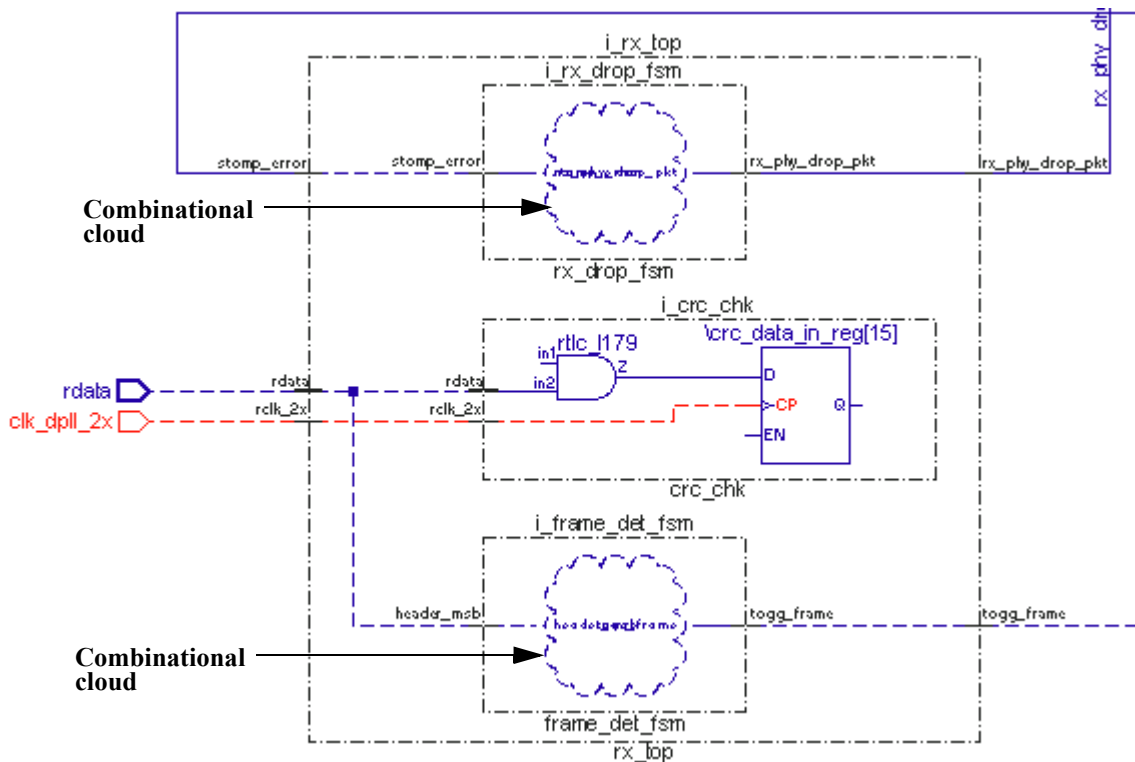 i_rx_top
rx_phy_dr
i_rx_drop_fsm
stomp_error
stomp_error
rx_phy_drop_pkt
rx_phy_drop_pkt
Combinational
cloud
rx_drop_fsm
i_crc_chk
\crc_data_in_reg[15]
rtlc_I179
in1
in2
Z
D
CP
Q
EN
rdata
rdata
rdata
clk_dpll_2x
rclk_2x
rclk_2x
crc_chk
i_frame_det_fsm
header_msb
togg_frame
togg_frame
Combinational
cloud
frame_det_fsm
rx_top